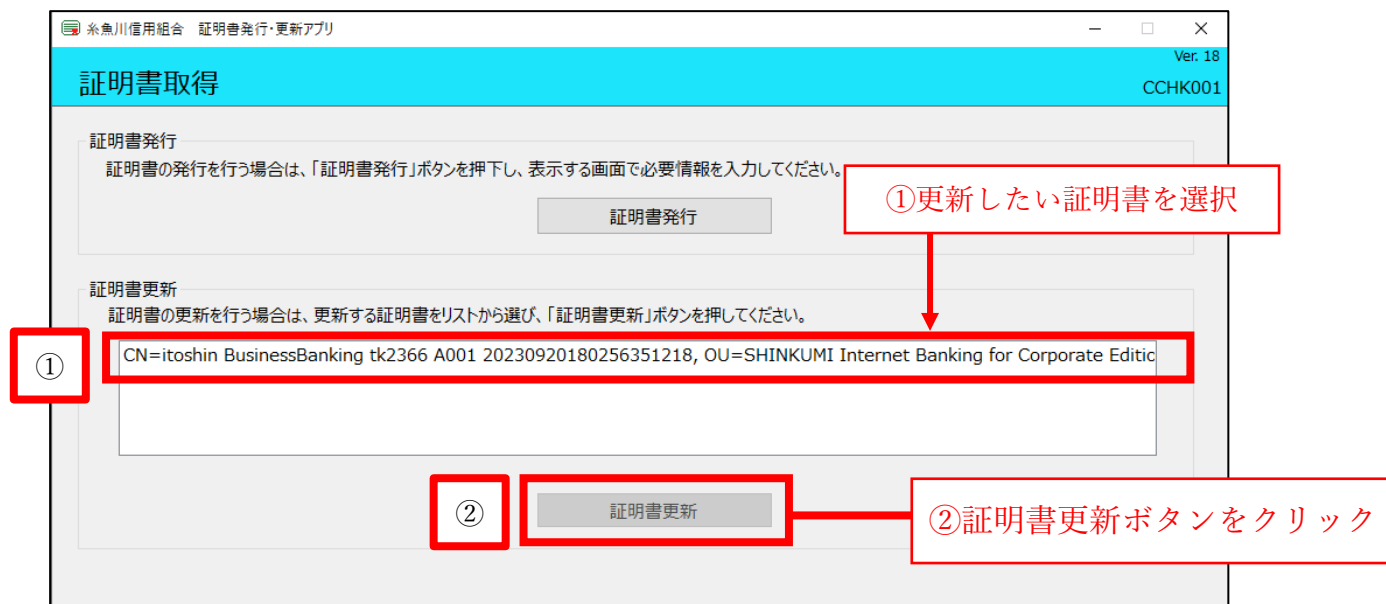 糸魚川信用組合 証明書発行・更新アプリ
Ver. 18
証明書取得
CCHK001
証明書発行
証明書の発行を行う場合は、「証明書発行」ボタンを押下し、表示する画面で必要情報を入力してください。
①更新したい証明書を選択
証明書発行
証明書更新
証明書の更新を行う場合は、更新する証明書をリストから選び、「証明書更新」ボタンを押してください。
①
CN=itoshin BusinessBanking tk2366 A001 20230920180256351218, OU=SHINKUMI Internet Banking for Corporate Editic
②
証明書更新
②証明書更新ボタンをクリック